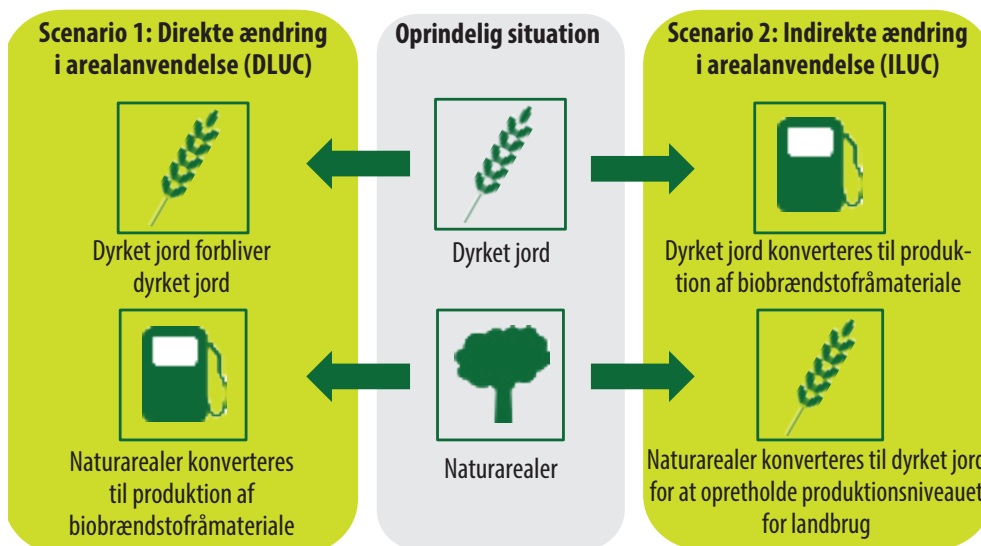 Scenario 1: Direkte ændring
i arealanvendelse (DLUC)
Dyrket jord forbliver
dyrket jord
Naturarealer konverteres
til produktion af
biobrændstofråmateriale
Oprindelig situation
Dyrket jord
Naturarealer
Scenario 2: Indirekte ændring
i arealanvendelse (ILUC)
Dyrket jord konverteres til produk-
tion af biobrændstofråmateriale
Naturarealer konverteres til dyrket jord
for at opretholde produktionsniveauet
for landbrug